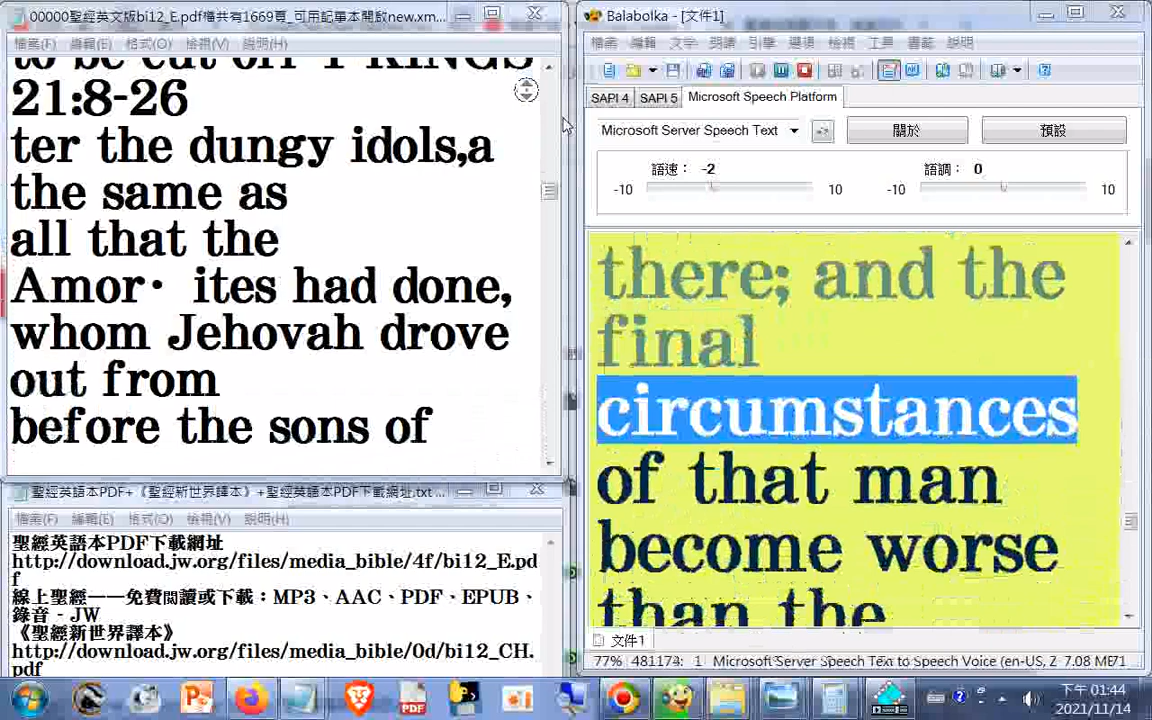 00000聖經英文版bi12_E.pdf檔共有1669頁_可用記事本開啟new.xm...
檔案(F) 編輯(E) 格式(O) 檢視(V) 說明(H)
to be cut off 1 KINGS
21:8-26
ter the dungy idols,a
the same as
all that the
Amor· ites had done,
whom Jehovah drove
out from
before the sons of
聖經英語本PDF+《聖經新世界譯本》+聖經英語本PDF下載網址.txt ...
檔案(F) 編輯(E) 格式(O) 檢視(V) 說明(H)
聖經英語本PDF下載網址
http://download.jw.org/files/media_bible/4f/bi12_E.pd
f
線上聖經——免費閱讀或下載：MP3、AAC、PDF、EPUB、
錄音 - JW
《聖經新世界譯本》
http://download.jw.org/files/media_bible/0d/bi12_CH.
pdf
Balabolka - [文件1]
檔案 編輯 文字 朗讀 引擎 選項 檢視 工具 書籤 說明
SAPI 4 SAPI 5 Microsoft Speech Platform
Microsoft Server Speech Text 關於 預設
語速： -2 語調： 0
-10 10 -10 10
there; and the
final
circumstances
of that man
become worse
than the
文件1
77% 481174: 1 Microsoft Server Speech Text to Speech Voice (en-US, Z 7.08 ME71
下午 01:44
2021/11/14